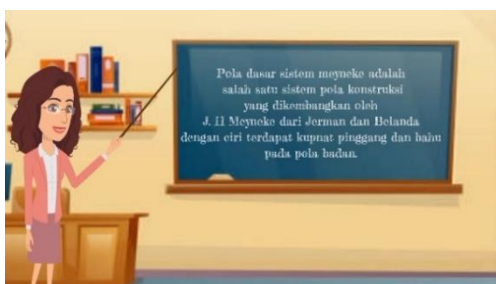 Pola dasar sistem meyneke adalah
salah satu sistem pola konstruksi
yang dikembangkan oleh
J. H Meyneke dari Jerman dan Belanda
dengan ciri terdapat kupnat pinggang dan bahu
pada pola badan.